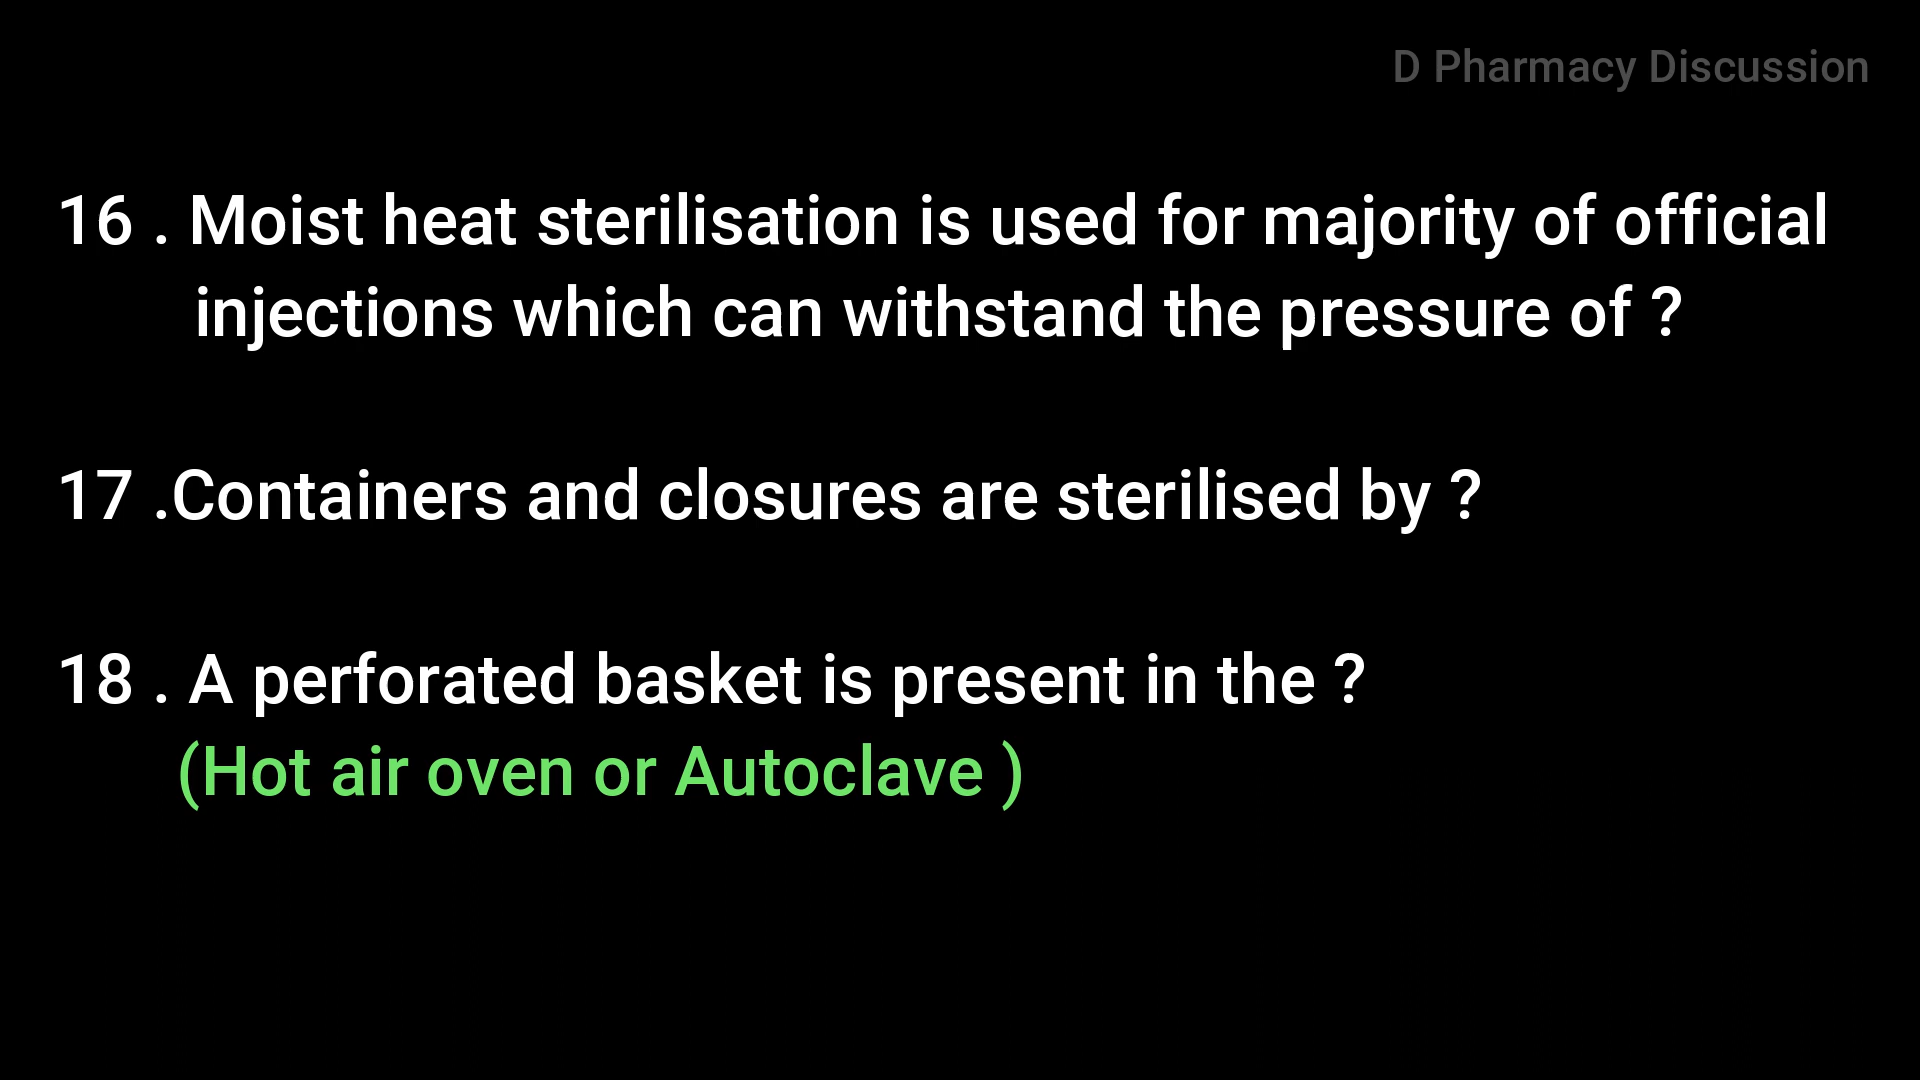 D Pharmacy Discussion
16 . Moist heat sterilisation is used for majority of official
injections which can withstand the pressure of ?
17 .Containers and closures are sterilised by ?
18 . A perforated basket is present in the ?
(Hot air oven or Autoclave )